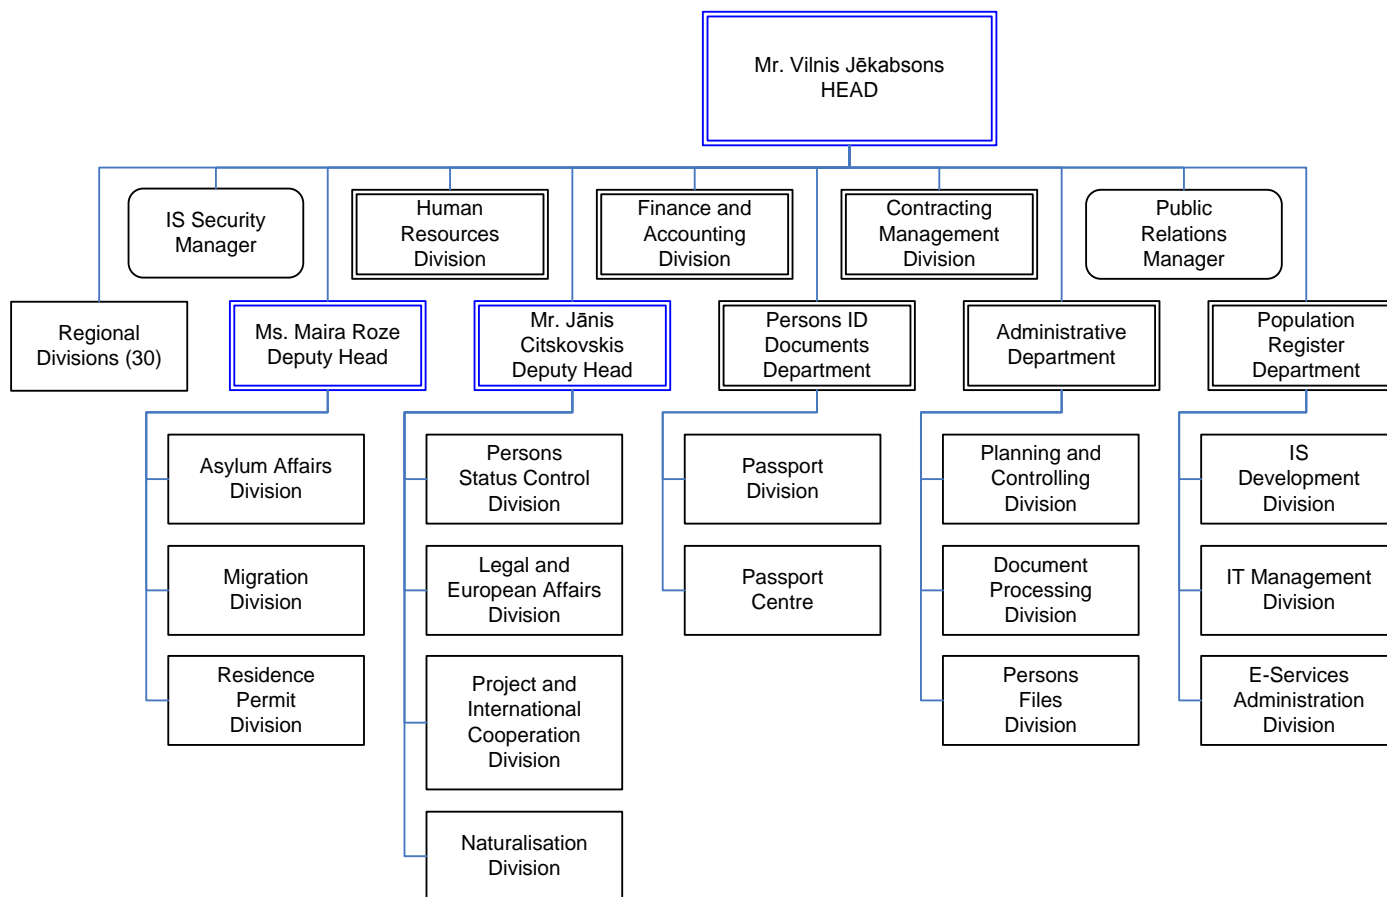 Mr. Vilnis Jēkabsons
HEAD
IS Security
Manager
Human
Resources
Division
Finance and
Accounting
Division
Contracting
Management
Division
Public
Relations
Manager
Regional
Divisions (30)
Ms. Maira Roze
Deputy Head
Mr. Jānis
Citskovskis
Deputy Head
Persons ID
Documents
Department
Administrative
Department
Population
Register
Department
Asylum Affairs
Division
Migration
Division
Residence
Permit
Division
Persons
Status Control
Division
Legal and
European Affairs
Division
Project and
International
Cooperation
Division
Naturalisation
Division
Passport
Division
Passport
Centre
Planning and
Controlling
Division
Document
Processing
Division
Persons
Files
Division
IS
Development
Division
IT Management
Division
E-Services
Administration
Division